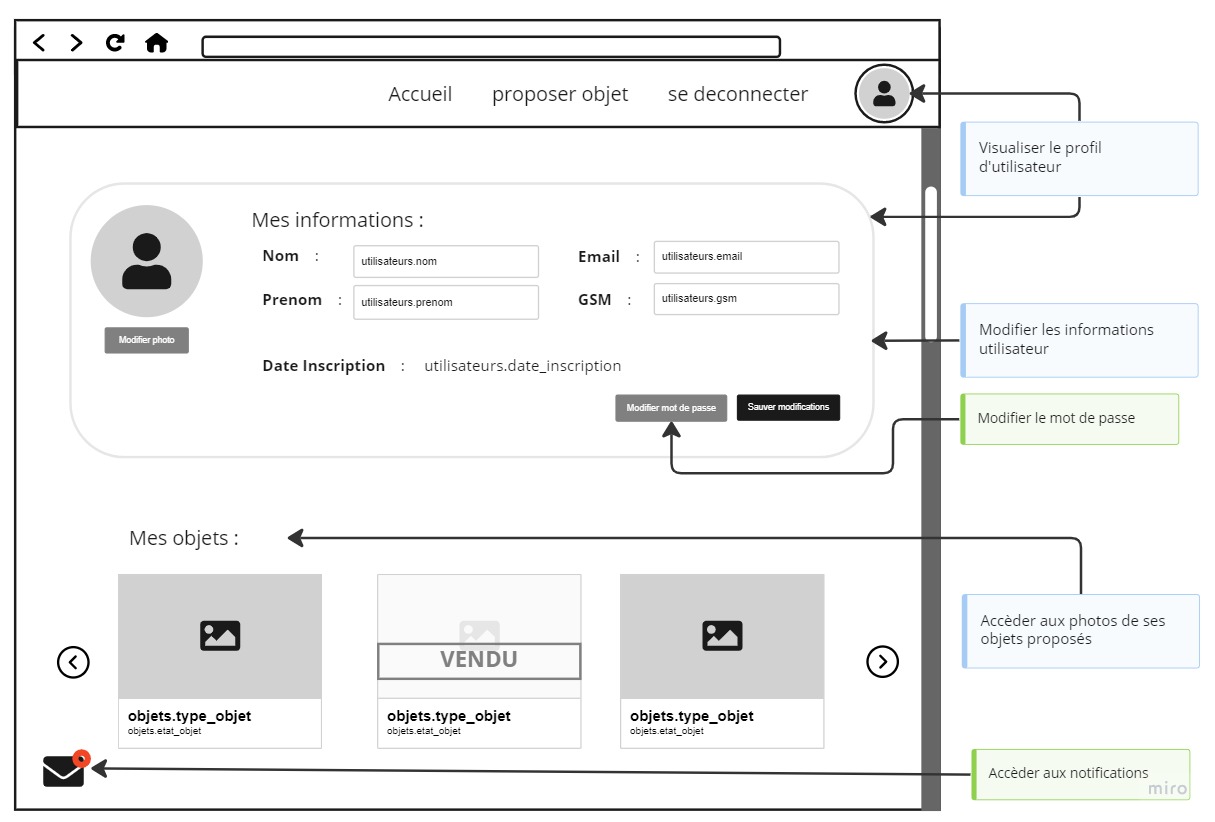 Accueil proposer objet se deconnecter
Visualiser le profil
d'utilisateur
Mes informations :
Nom : utilisateurs.nom
Email : utilisateurs.email
Prenom : utilisateurs.prenom
GSM : utilisateurs.gsm
Modifier photo
Date Inscription : utilisateurs.date_inscription
Modifier mot de passe
Sauver modifications
Modifier les informations
utilisateur
Modifier le mot de passe
Mes objets :
VENDU
objets.type_objet
objets.etat_objet
objets.type_objet
objets.etat_objet
objets.type_objet
objets.etat_objet
Accèder aux photos de ses
objets proposés
Accèder aux notifications
miro